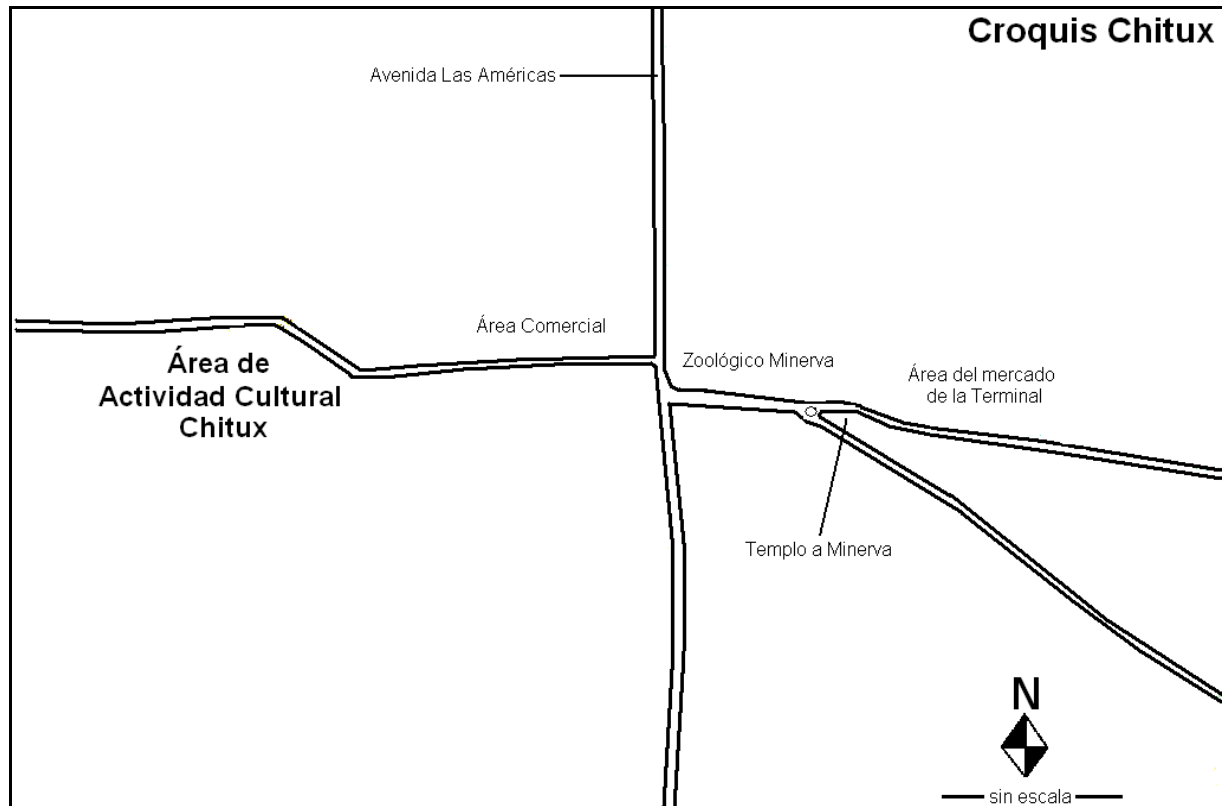 Croquis Chitux
Avenida Las Américas
Área Comercial
Zoológico Minerva
Área de
Actividad Cultural
Chitux
Área del mercado
de la Terminal
Templo a Minerva
N
sin escala